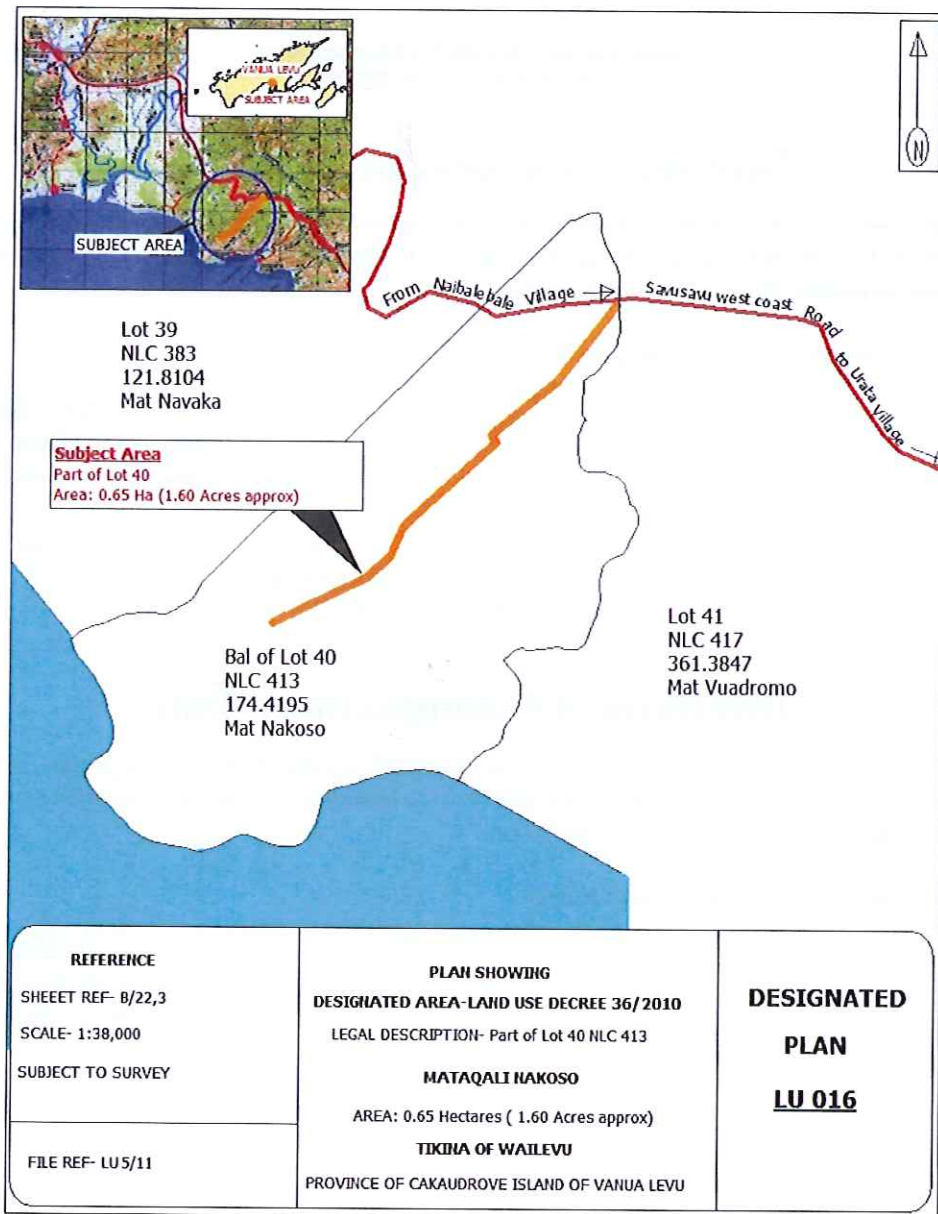 VANUA LEVU
SUBJECT AREA
SUBJECT AREA
N
From Naibalebale Village
Savusavu west coast Road to Urata Village
Lot 39
NLC 383
121.8104
Mat Navaka
Subject Area
Part of Lot 40
Area: 0.65 Ha (1.60 Acres approx)
Bal of Lot 40
NLC 413
174.4195
Mat Nakoso
Lot 41
NLC 417
361.3847
Mat Vuadromo
REFERENCE
SHEEET REF- B/22,3
SCALE- 1:38,000
SUBJECT TO SURVEY
FILE REF- LU 5/11
PLAN SHOWING
DESIGNATED AREA-LAND USE DECREE 36/2010
LEGAL DESCRIPTION- Part of Lot 40 NLC 413
MATAQALI NAKOSO
AREA: 0.65 Hectares ( 1.60 Acres approx)
TIKINA OF WAILEVU
PROVINCE OF CAKAUDROVE ISLAND OF VANUA LEVU
DESIGNATED
PLAN
LU 016